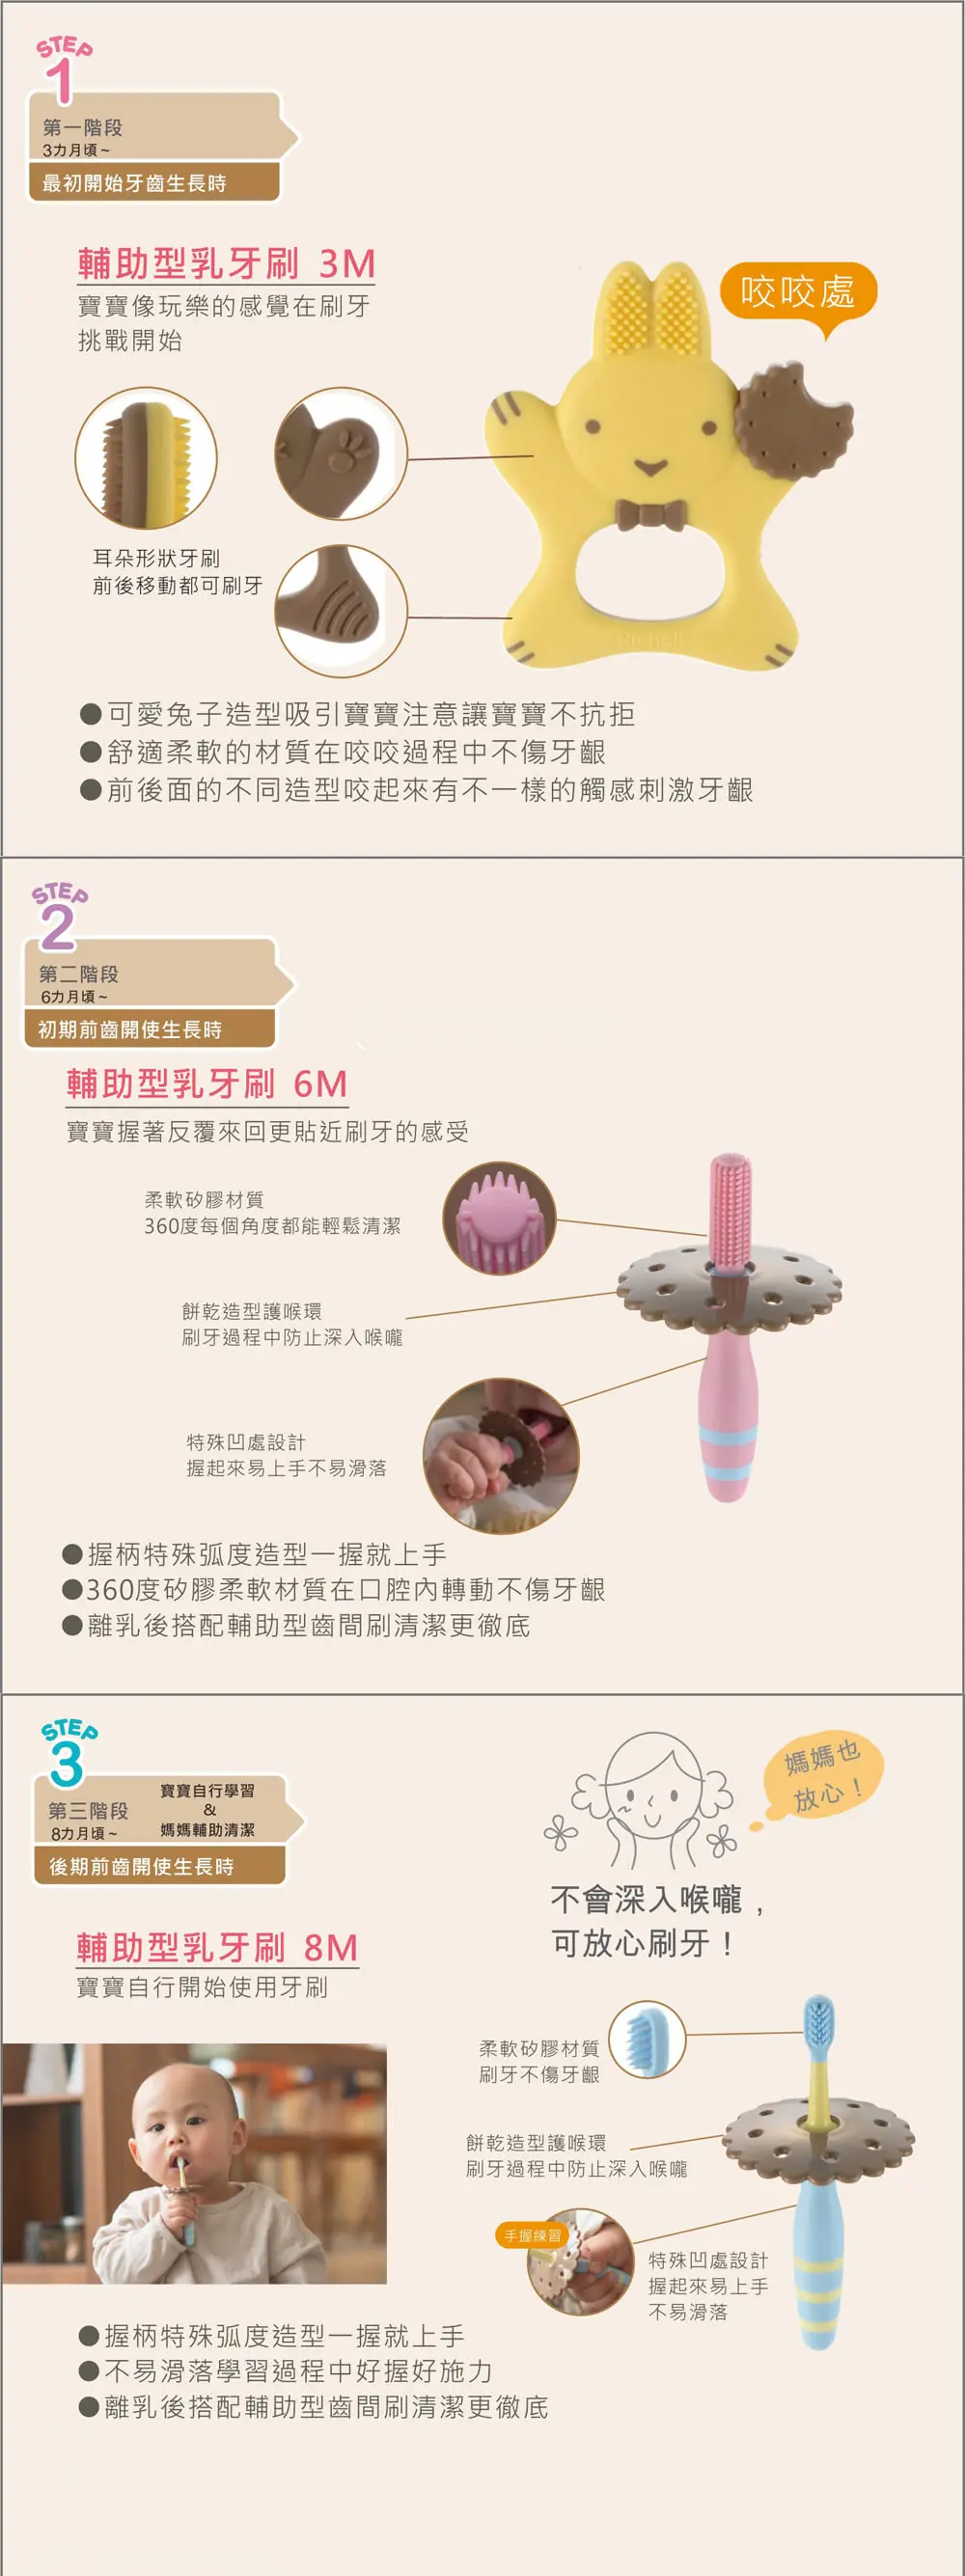 STEP
1
第一階段
3カ月頃~
最初開始牙齒生長時
輔助型乳牙刷 3M
寶寶像玩樂的感覺在刷牙
挑戰開始
咬咬處
耳朵形狀牙刷
前後移動都可刷牙
Richell
●可愛兔子造型吸引寶寶注意讓寶寶不抗拒
●舒適柔軟的材質在咬咬過程中不傷牙齦
●前後面的不同造型咬起來有不一樣的觸感刺激牙齦
STEP
2
第二階段
6カ月頃~
初期前齒開使生長時
輔助型乳牙刷 6M
寶寶握著反覆來回更貼近刷牙的感受
柔軟矽膠材質
360度每個角度都能輕鬆清潔
餅乾造型護喉環
刷牙過程中防止深入喉嚨
特殊凹處設計
握起來易上手不易滑落
●握柄特殊弧度造型一握就上手
●360度矽膠柔軟材質在口腔內轉動不傷牙齦
●離乳後搭配輔助型齒間刷清潔更徹底
STEP
3
第三階段
8カ月頃~
寶寶自行學習
&
媽媽輔助清潔
後期前齒開使生長時
媽媽也
放心！
不會深入喉嚨，
可放心刷牙！
輔助型乳牙刷 8M
寶寶自行開始使用牙刷
柔軟矽膠材質
刷牙不傷牙齦
餅乾造型護喉環
刷牙過程中防止深入喉嚨
手握練習
特殊凹處設計
握起來易上手
不易滑落
●握柄特殊弧度造型一握就上手
●不易滑落學習過程中好握好施力
●離乳後搭配輔助型齒間刷清潔更徹底